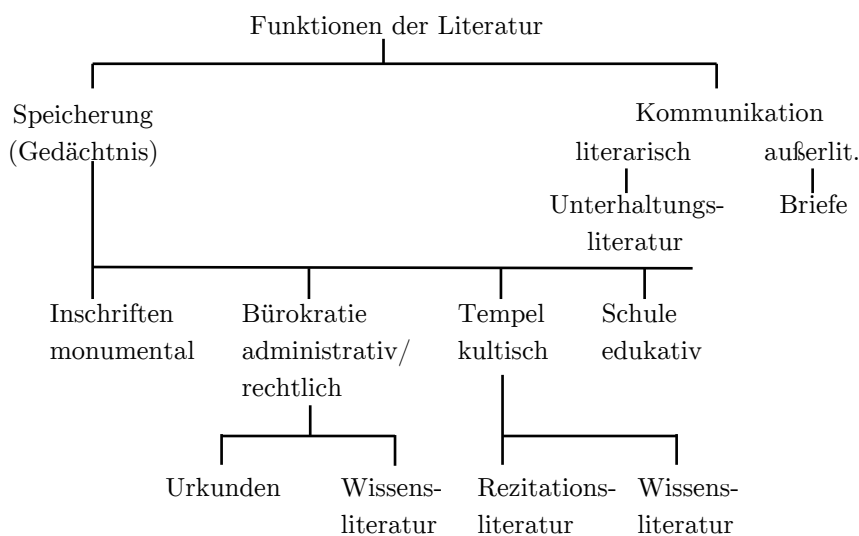 Funktionen der Literatur
Speicherung
(Gedächtnis)
Kommunikation
literarisch
außerlit.
Unterhaltungs-
literatur
Briefe
Inschriften
monumental
Bürokratie
administrativ/
rechtlich
Tempel
kultisch
Schule
edukativ
Urkunden
Wissens-
literatur
Rezitations-
literatur
Wissens-
literatur